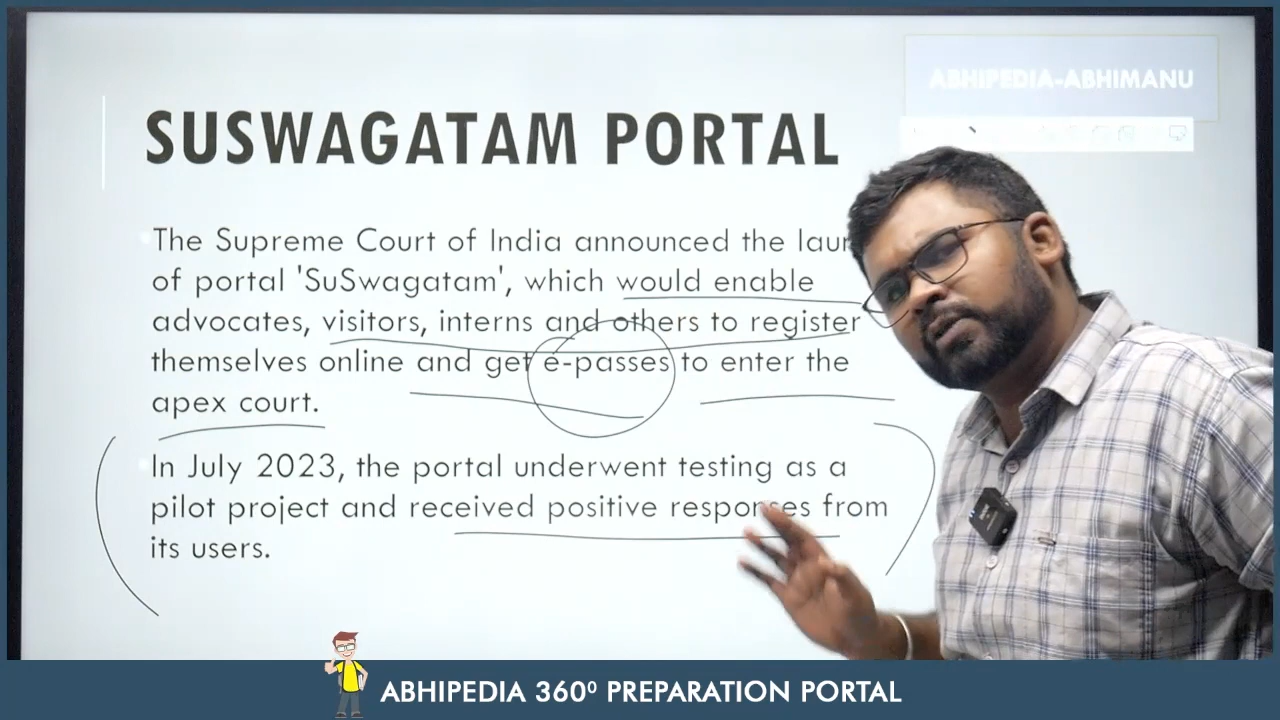 ABHIPEDIA-ABHIMANU
SUSWAGATAM PORTAL
The Supreme Court of India announced the
of portal 'SuSwagatam', which would enable
advocates, visitors, interns and others to register
themselves online and get e-passes to enter the
apex court.
In July 2023, the portal underwent testing as a
pilot project and received positive responses from
its users.
ABHIPEDIA 360⁰ PREPARATION PORTAL